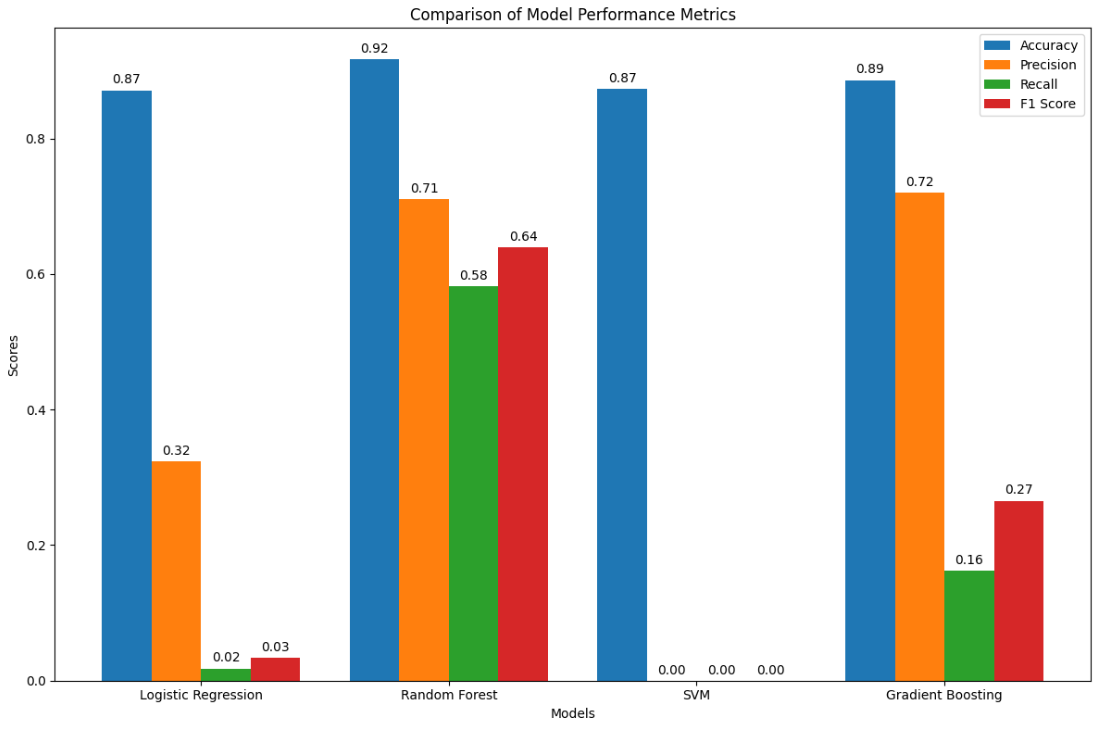 Comparison of Model Performance Metrics
Accuracy
Precision
Recall
F1 Score
0.87
0.32
0.02
0.03
0.92
0.71
0.58
0.64
0.87
0.00
0.00
0.00
0.89
0.72
0.16
0.27
Scores
0.8
0.6
0.4
0.2
0.0
Logistic Regression
Random Forest
SVM
Gradient Boosting
Models